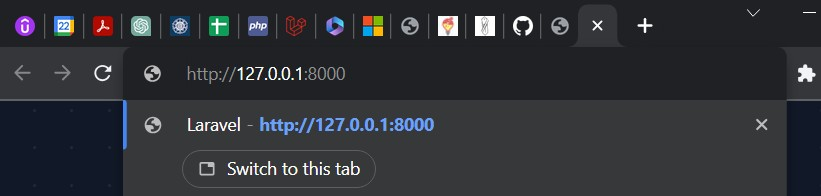 22
php
http://127.0.0.1:8000
Laravel - http://127.0.0.1:8000
Switch to this tab